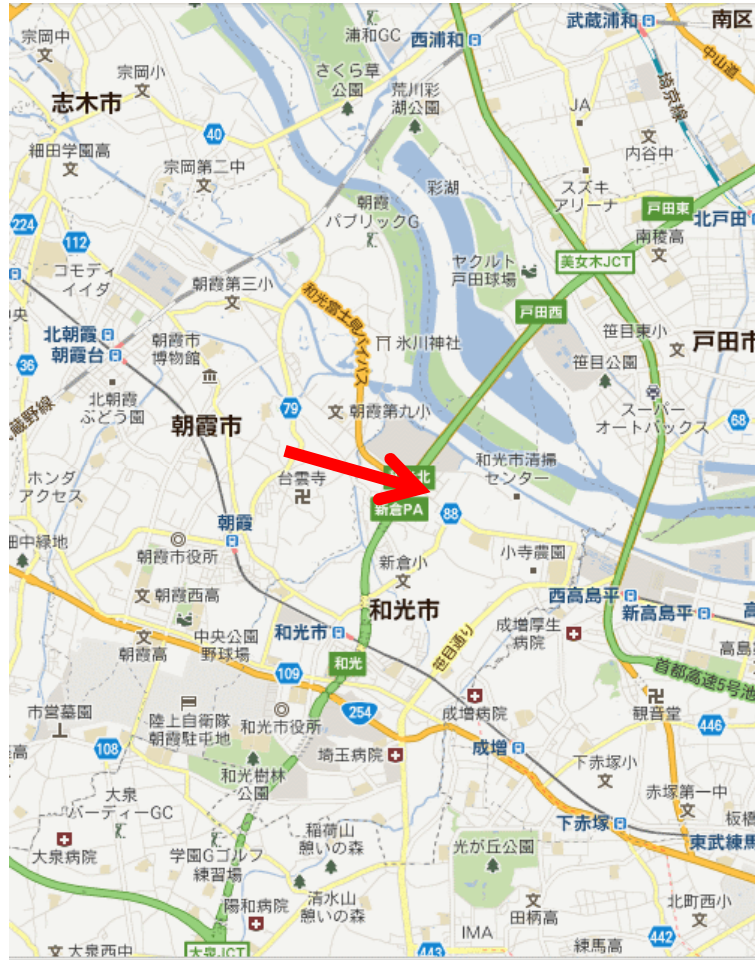 宗岡中
浦和GC
西浦和
武蔵浦和
南区
宗岡小
さくら草
公園
荒川彩
湖公園
中山道
埼京線
志木市
JA
40
内谷中
細田学園高
宗岡第二中
彩湖
スズキ
アリーナ
朝霞
パブリックG
戸田東
北戸田
224
112
南稜高
ヤクルト
戸田球場
美女木JCT
コモディ
イイダ
朝霞第三小
和光富士見バイパス
戸田西
北朝霞
朝霞台
朝霞市
博物館
氷川神社
笹目東小
戸田市
笹目公園
36
北朝霞
ぶどう園
79
朝霞第九小
スーパー
オートバックス
68
蔵野線
朝霞市
和光市清掃
センター
ホンダ
アクセス
台雲寺
北
新倉PA
88
朝霞
中緑地
朝霞市役所
新倉小
小寺農園
朝霞西高
和光市
西高島平
新高島平
朝霞高
中央公園
野球場
和光市
笹目通り
成増厚生
病院
高島
和光
109
首都高速5号池
市営墓園
陸上自衛隊
朝霞駐屯地
和光市役所
254
成増病院
観音堂
446
108
埼玉病院
成増
和光樹林
公園
下赤塚小
大泉
バーディーGC
赤塚第一中
稲荷山
憩いの森
下赤塚
板橋
大泉病院
学園Gゴルフ
練習場
光が丘公園
東武練馬
陽和病院
清水山
憩いの森
田柄高
北町西小
IMA
大泉西中
大泉JCT
443
442
練馬高